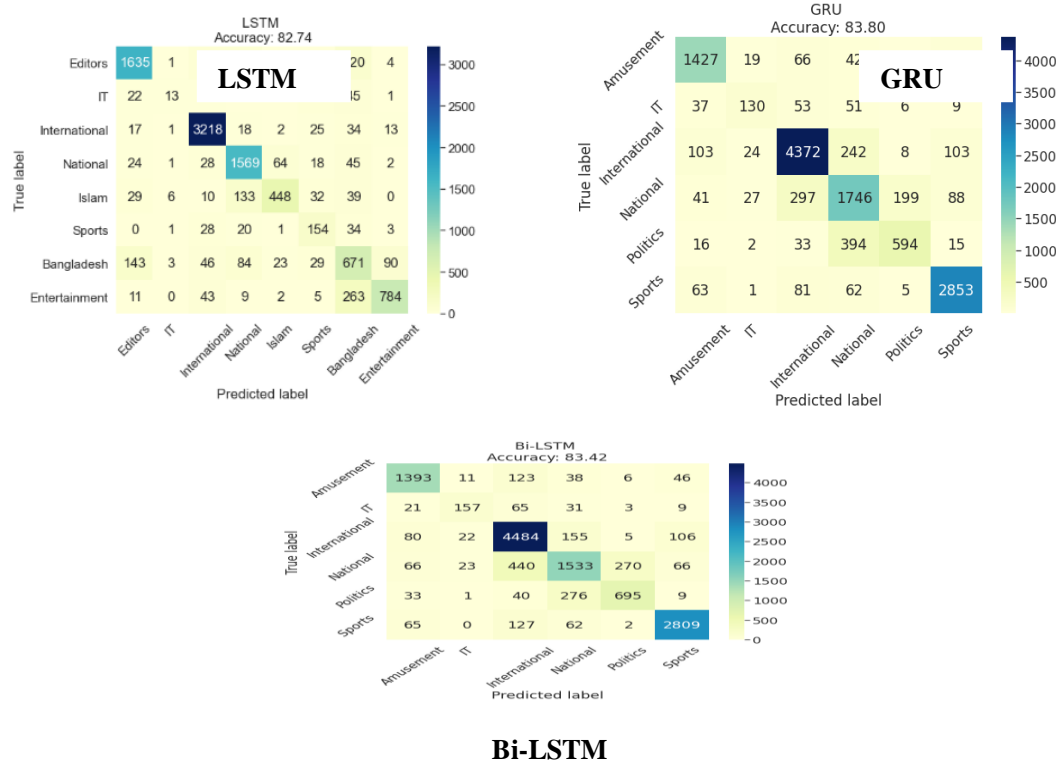 LSTM
Accuracy: 82.74
LSTM
True label
Editors 1635 1 20 4
IT 22 13 45 1
International 17 1 3218 18 2 25 34 13
National 24 1 28 1569 64 18 45 2
Islam 29 6 10 133 448 32 39 0
Sports 0 1 28 20 1 154 34 3
Bangladesh 143 3 46 84 23 29 671 90
Entertainment 11 0 43 9 2 5 263 784
Editors IT International National Islam Sports Bangladesh Entertainment
Predicted label
3000
2500
2000
1500
1000
500
0
GRU
Accuracy: 83.80
GRU
True label
Amusement 1427 19 66 42
IT 37 130 53 51 6 9
International 103 24 4372 242 8 103
National 41 27 297 1746 199 88
Politics 16 2 33 394 594 15
Sports 63 1 81 62 5 2853
Amusement IT International National Politics Sports
Predicted label
4000
3500
3000
2500
2000
1500
1000
500
Bi-LSTM
Accuracy: 83.42
True label
Amusement 1393 11 123 38 6 46
IT 21 157 65 31 3 9
International 80 22 4484 155 5 106
National 66 23 440 1533 270 66
Politics 33 1 40 276 695 9
Sports 65 0 127 62 2 2809
Amusement IT International National Politics Sports
Predicted label
4000
3500
3000
2500
2000
1500
1000
500
0
Bi-LSTM